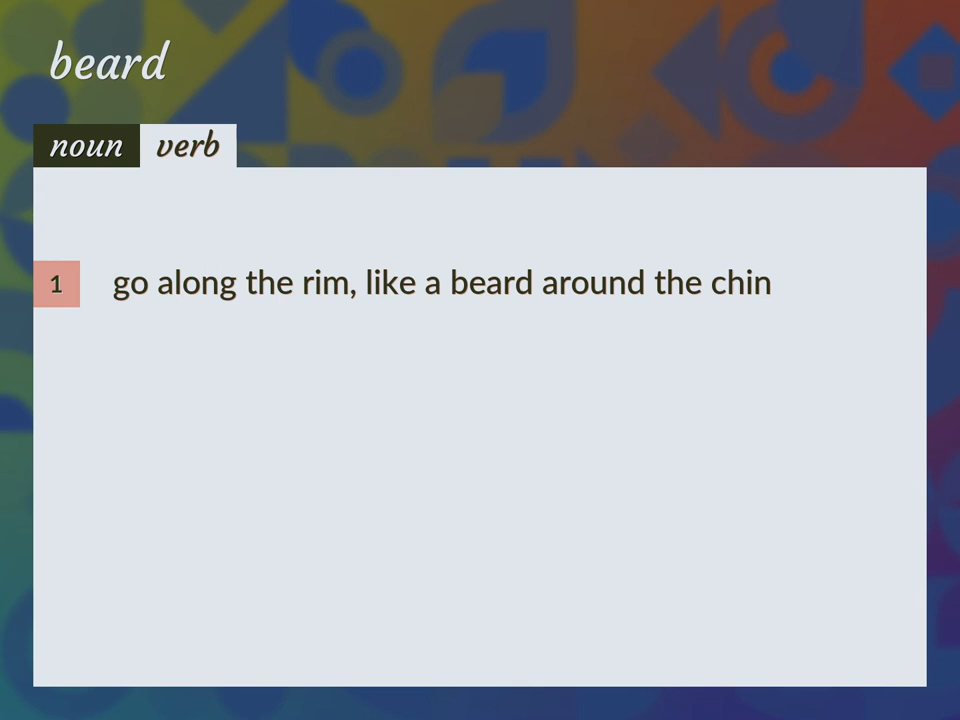 beard
noun verb
1 go along the rim, like a beard around the chin